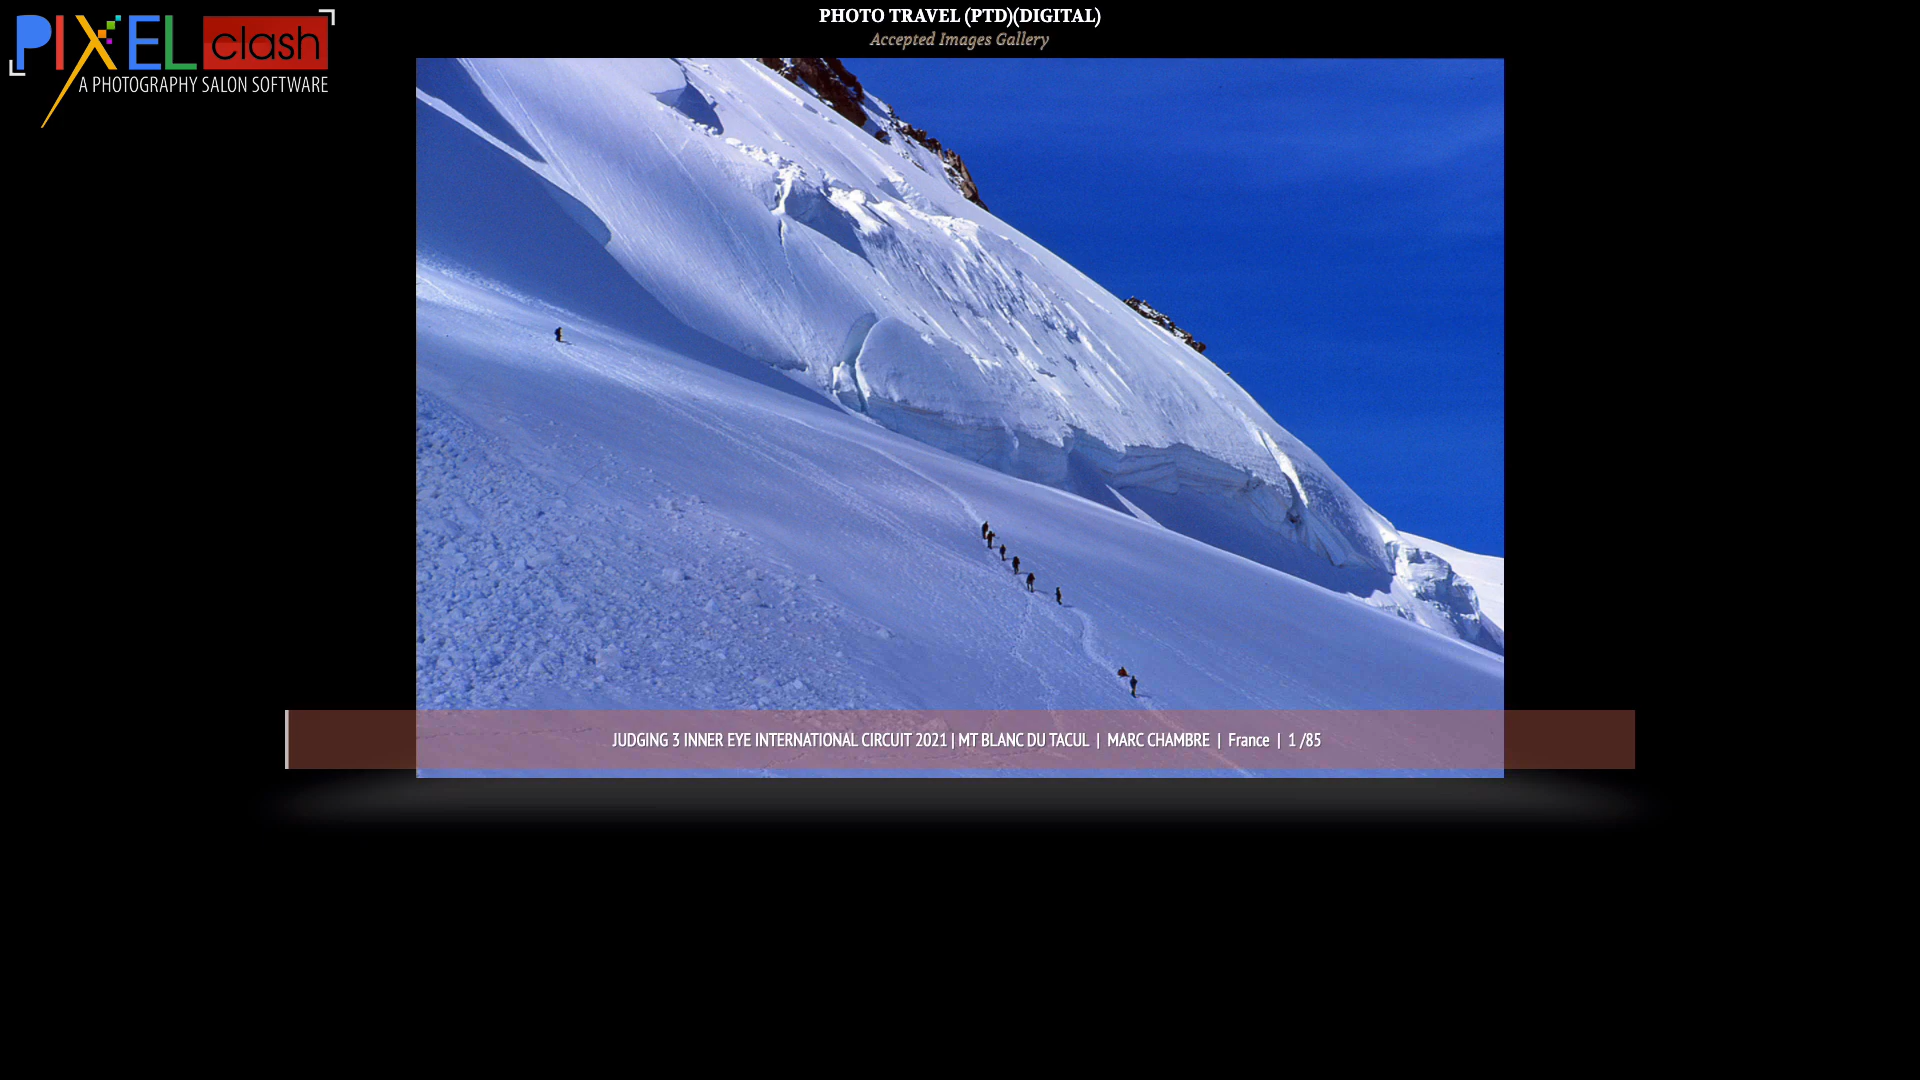 PIXEL clash
A PHOTOGRAPHY SALON SOFTWARE
PHOTO TRAVEL (PTD)(DIGITAL)
Accepted Images Gallery
JUDGING 3 INNER EYE INTERNATIONAL CIRCUIT 2021 | MT BLANC DU TACUL | MARC CHAMBRE | France | 1 /85